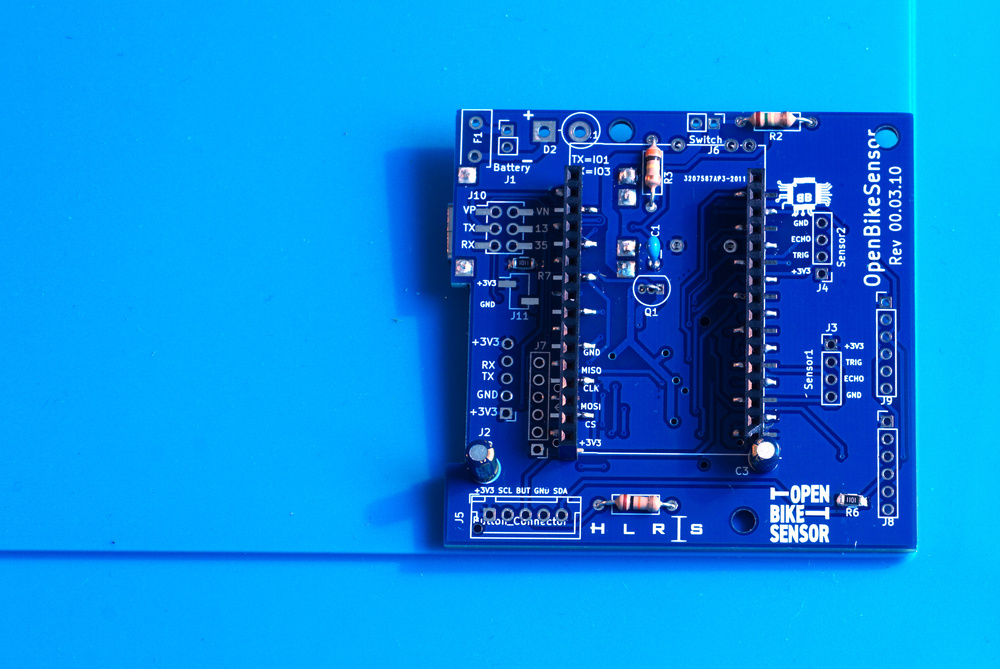 F1
+
-
Battery
J1
D2
TX=IO1
=IO3
Switch
J6
R2
R3
3207587AP3-2011
OpenBikeSensor
Rev 00.03.10
J10
VP
VN
TX
13
RX
35
R7
+3V3
GND
J11
C1
Q1
GND
ECHO
TRIG
+3V3
Sensor2
J4
+3V3
RX
TX
GND
+3V3
J2
J7
GND
MISO
CLK
MOSI
CS
+3V3
J3
Sensor1
+3V3
TRIG
ECHO
GND
J9
C3
J5
+3V3 SCL BUT GND SDA
Button_Connector
H L R I S
OPEN
BIKE
SENSOR
1101
R6
J8